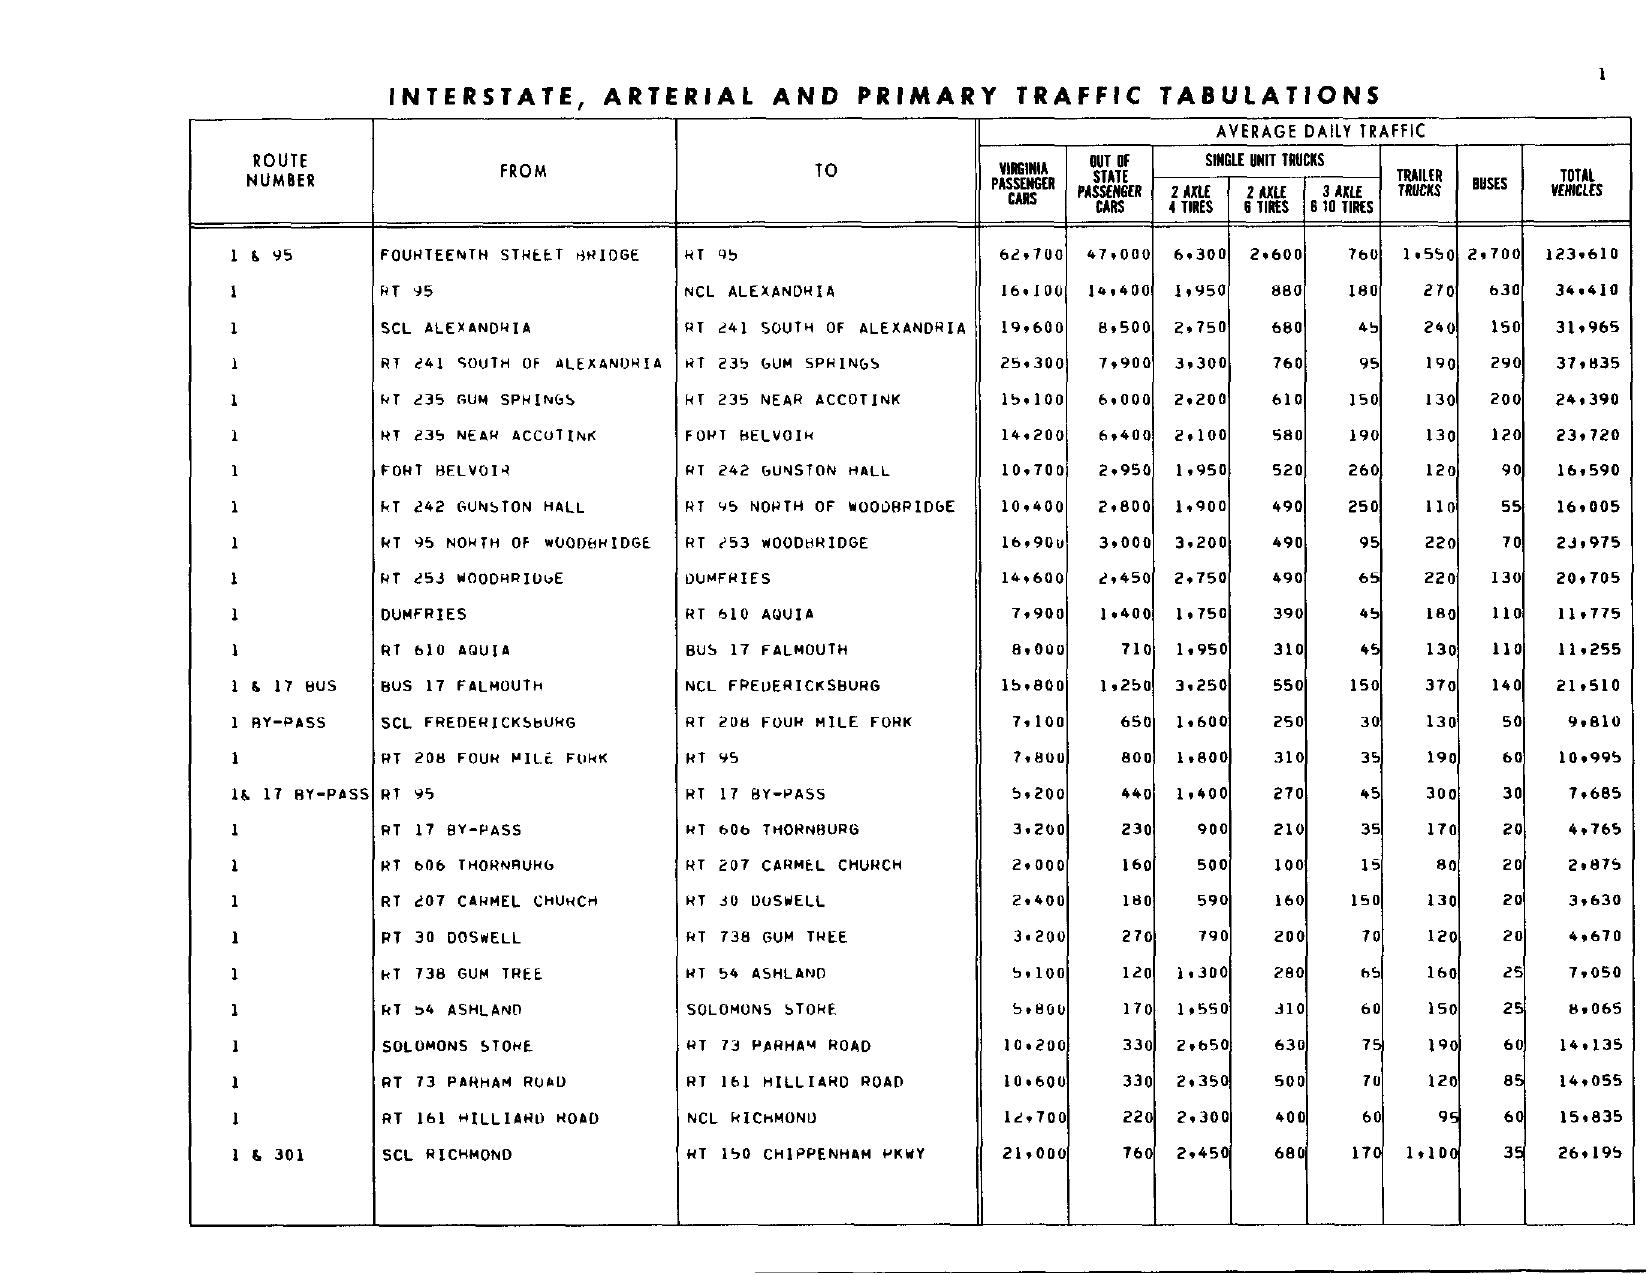 1
INTERSTATE, ARTERIAL AND PRIMARY TRAFFIC TABULATIONS
AVERAGE DAILY TRAFFIC
ROUTE NUMBER FROM TO VIRGINIA PASSENGER CARS OUT OF STATE PASSENGER CARS SINGLE UNIT TRUCKS 2 AXLE 4 TIRES 2 AXLE 6 TIRES 3 AXLE 6 10 TIRES TRAILER TRUCKS BUSES TOTAL VEHICLES
1 & 95 FOURTEENTH STREET BRIDGE RT 95 62,700 47,000 6,300 2,600 760 1,550 2,700 123,610
1 RT 95 NCL ALEXANDRIA 16,100 14,400 1,950 880 180 270 630 34,410
1 SCL ALEXANDRIA RT 241 SOUTH OF ALEXANDRIA 19,600 8,500 2,750 680 45 240 150 31,965
1 RT 241 SOUTH OF ALEXANDRIA RT 235 GUM SPRINGS 25,300 7,900 3,300 760 95 190 290 37,835
1 RT 235 GUM SPRINGS RT 235 NEAR ACCOTINK 15,100 6,000 2,200 610 150 130 200 24,390
1 RT 235 NEAR ACCOTINK FORT BELVOIR 14,200 6,400 2,100 580 190 130 120 23,720
1 FORT BELVOIR RT 242 GUNSTON HALL 10,700 2,950 1,950 520 260 120 90 16,590
1 RT 242 GUNSTON HALL RT 95 NORTH OF WOODBRIDGE 10,400 2,800 1,900 490 250 110 55 16,005
1 RT 95 NORTH OF WOODBRIDGE RT 253 WOODBRIDGE 16,900 3,000 3,200 490 95 220 70 23,975
1 RT 253 WOODBRIDGE DUMFRIES 14,600 2,450 2,750 490 65 220 130 20,705
1 DUMFRIES RT 610 AQUIA 7,900 1,400 1,750 390 45 180 110 11,775
1 RT 610 AQUIA BUS 17 FALMOUTH 8,000 710 1,950 310 45 130 110 11,255
1 & 17 BUS BUS 17 FALMOUTH NCL FREDERICKSBURG 15,800 1,250 3,250 550 150 370 140 21,510
1 BY-PASS SCL FREDERICKSBURG RT 208 FOUR MILE FORK 7,100 650 1,600 250 30 130 50 9,810
1 RT 208 FOUR MILE FORK RT 95 7,800 800 1,800 310 35 190 60 10,995
1& 17 BY-PASS RT 95 RT 17 BY-PASS 5,200 440 1,400 270 45 300 30 7,685
1 RT 17 BY-PASS RT 606 THORNBURG 3,200 230 900 210 35 170 20 4,765
1 RT 606 THORNBURG RT 207 CARMEL CHURCH 2,000 160 500 100 15 80 20 2,875
1 RT 207 CARMEL CHURCH RT 30 DOSWELL 2,400 180 590 160 150 130 20 3,630
1 RT 30 DOSWELL RT 738 GUM TREE 3,200 270 790 200 70 120 20 4,670
1 RT 738 GUM TREE RT 54 ASHLAND 5,100 120 1,300 280 65 160 25 7,050
1 RT 54 ASHLAND SOLOMONS STORE 5,800 170 1,550 310 60 150 25 8,065
1 SOLOMONS STORE RT 73 PARHAM ROAD 10,200 330 2,650 630 75 190 60 14,135
1 RT 73 PARHAM ROAD RT 161 HILLIARD ROAD 10,600 330 2,350 500 70 120 85 14,055
1 RT 161 HILLIARD ROAD NCL RICHMOND 12,700 220 2,300 400 60 95 60 15,835
1 & 301 SCL RICHMOND RT 150 CHIPPENHAM PKWY 21,000 760 2,450 680 170 1,100 35 26,195